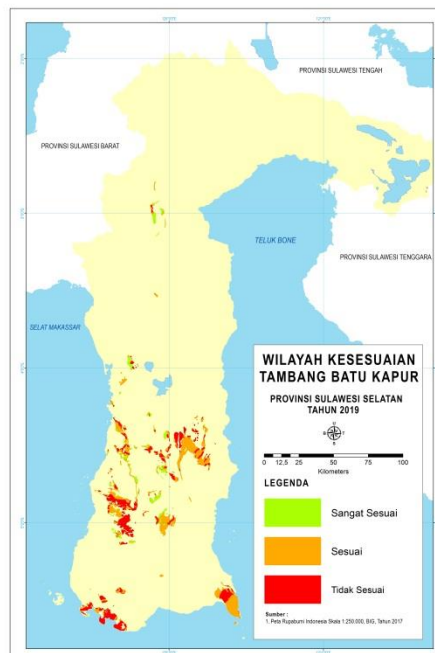 PROVINSI SULAWESI TENGAH
PROVINSI SULAWESI BARAT
TELUK BONE
PROVINSI SULAWESI TENGGARA
SELAT MAKASSAR
WILAYAH KESESUAIAN
TAMBANG BATU KAPUR
PROVINSI SULAWESI SELATAN
TAHUN 2019
0 12,5 25 50 75 100
Kilometers
LEGENDA
Sangat Sesuai
Sesuai
Tidak Sesuai
Sumber :
1. Peta Rupabumi Indonesia Skala 1:250.000, BIG, Tahun 2017